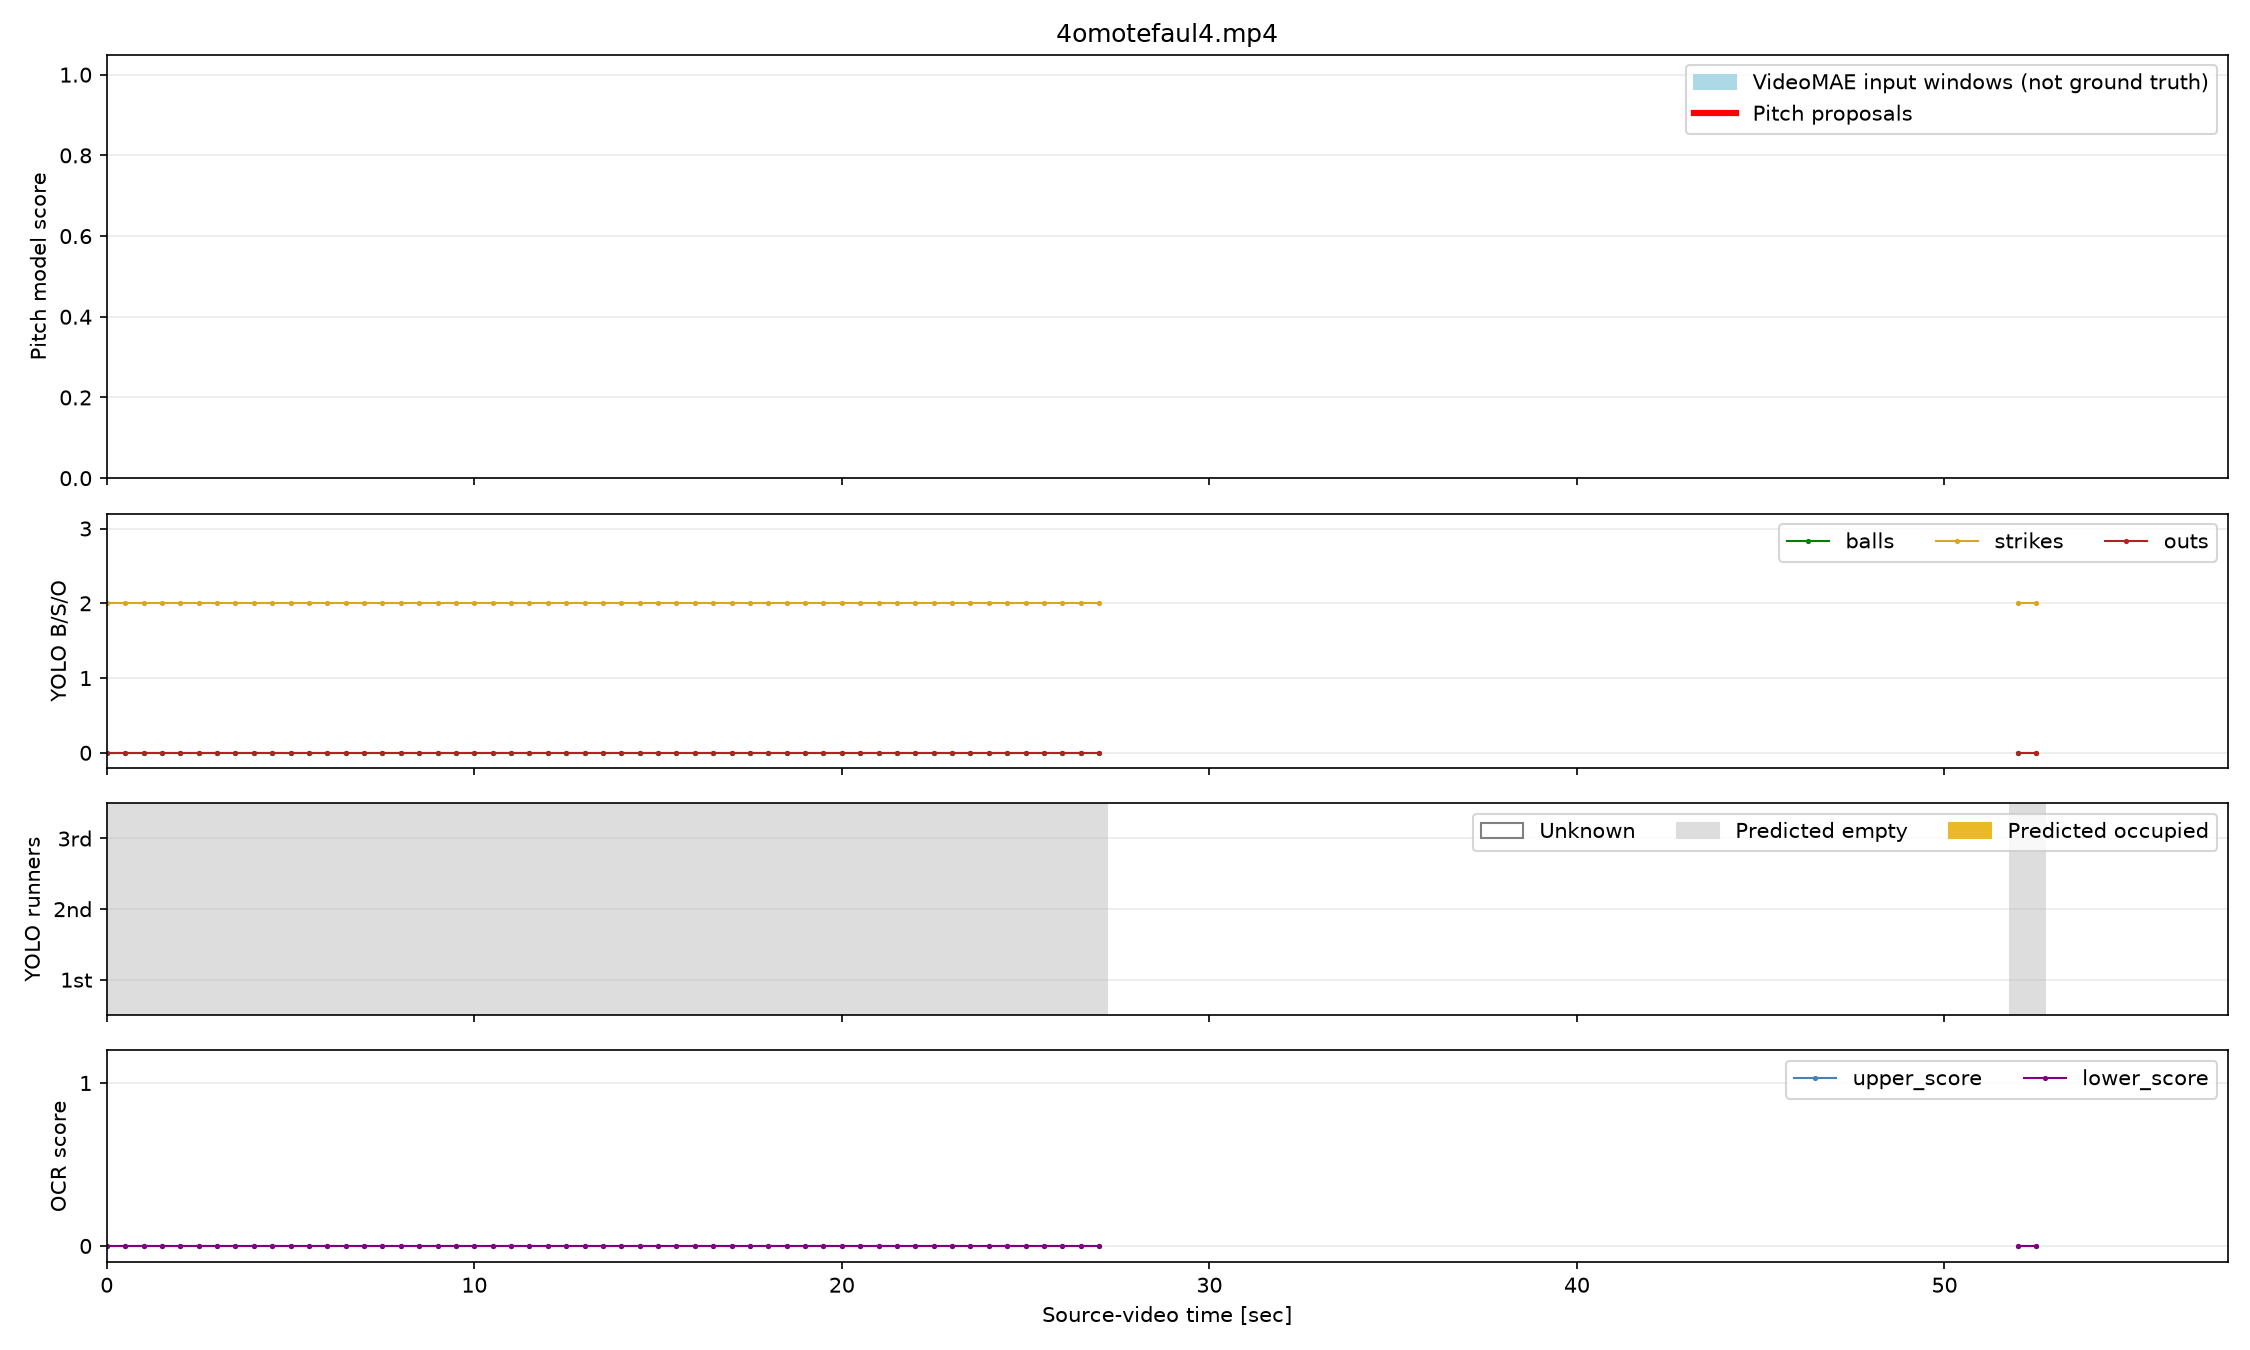 4omotefaul4.mp4
Pitch model score
1.0
0.8
0.6
0.4
0.2
0.0
VideoMAE input windows (not ground truth)
Pitch proposals
YOLO B/S/O
3
2
1
0
balls strikes outs
YOLO runners
3rd
2nd
1st
Unknown Predicted empty Predicted occupied
OCR score
1
0
upper_score lower_score
0 10 20 30 40 50
Source-video time [sec]